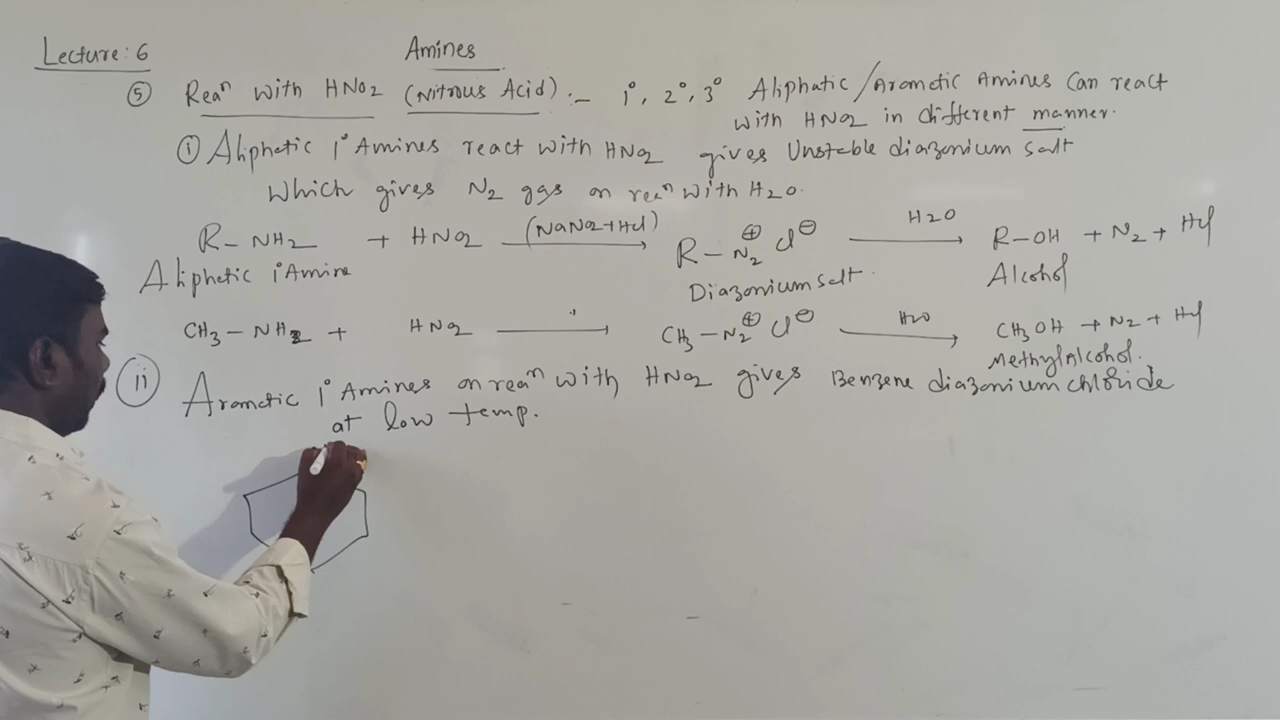 Lecture: 6
Amines
⑤ Reaⁿ with HNO2 (Nitrous Acid) :- 1°, 2°, 3° Aliphatic/Aromatic Amines Can react
with HNO2 in different manner.
① Aliphatic 1° Amines react with HNO2 gives Unstable diazonium salt
Which gives N2 gas on reaⁿ with H2O.
R-NH2 + HNO2 (NaNO2+Hcl) → R-N2⊕ Cl⊖ H2O → R-OH + N2 + Hcl
Aliphatic 1° Amine Diazonium salt. Alcohol
CH3-NH2 + HNO2 '' → CH3-N2⊕ Cl⊖ H2O → CH3OH + N2 + Hcl
Methyl Alcohol.
ii Aromatic 1° Amines on reaⁿ with HNO2 gives Benzene diazonium chloride
at low temp.